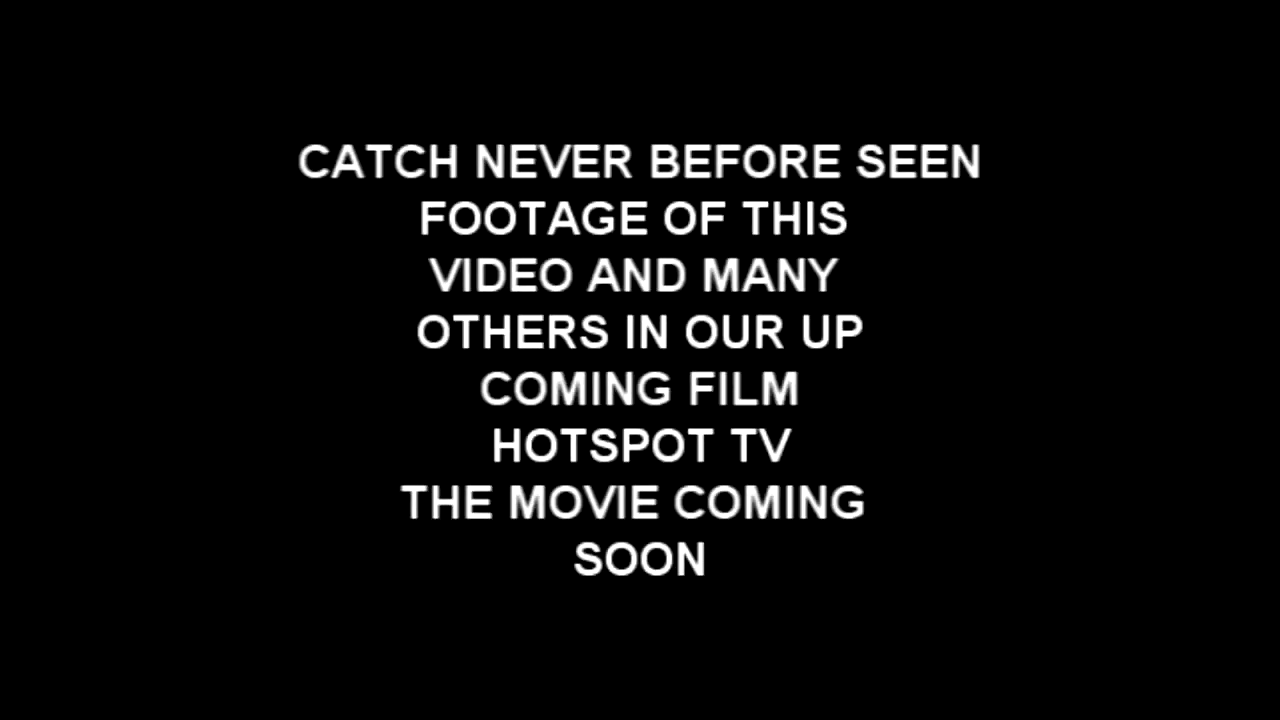 CATCH NEVER BEFORE SEEN
FOOTAGE OF THIS
VIDEO AND MANY
OTHERS IN OUR UP
COMING FILM
HOTSPOT TV
THE MOVIE COMING
SOON